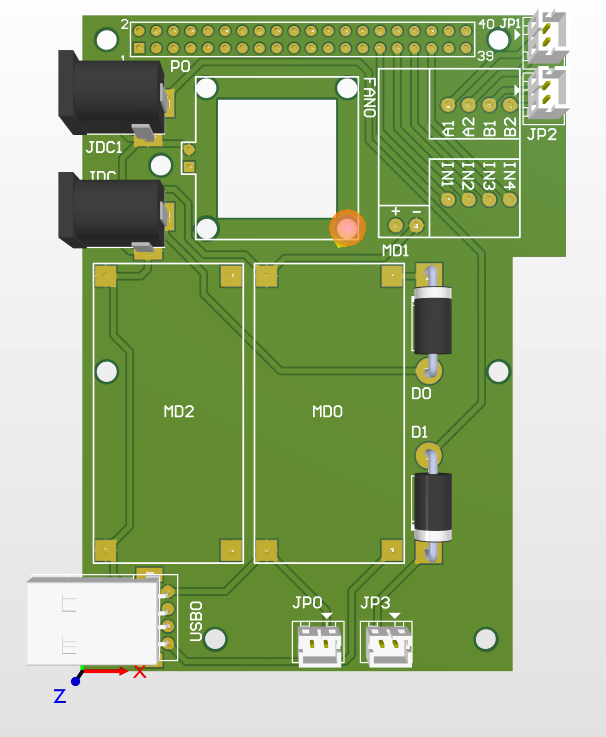 2
40
JP1
1
39
P0
FAN0
A1
A2
B1
B2
JP2
JDC1
IN1
IN2
IN3
IN4
+
-
MD1
MD2
MD0
D0
D1
USB0
JP0
JP3
X
Z